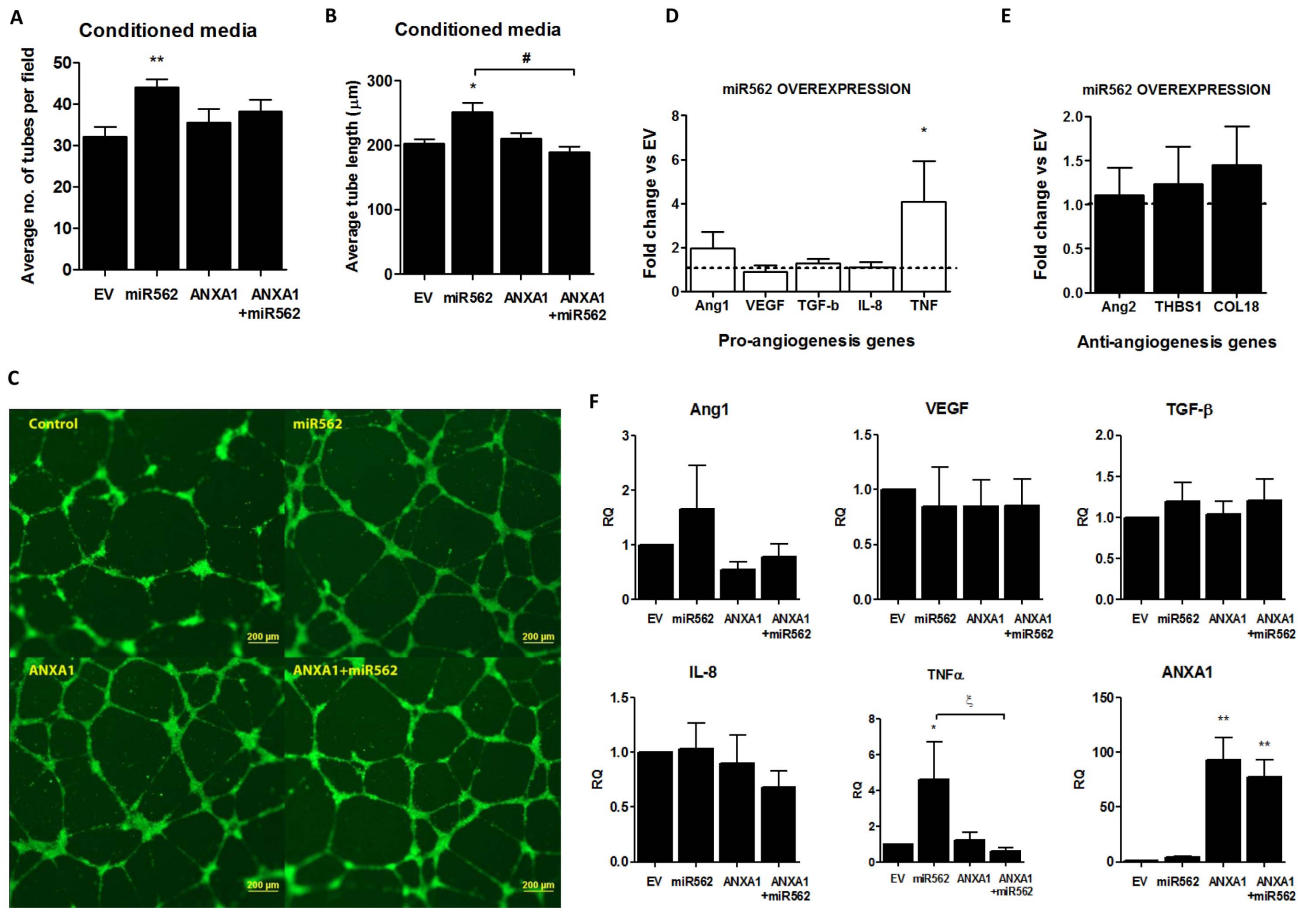 A
Conditioned media
Average no. of tubes per field
50
40
30
20
10
0
**
EV
miR562
ANXA1
ANXA1
+miR562
B
Conditioned media
Average tube length (μm)
300
200
100
0
*
#
EV
miR562
ANXA1
ANXA1
+miR562
D
miR562 OVEREXPRESSION
Fold change vs EV
8
6
4
2
0
*
Ang1
VEGF
TGF-b
IL-8
TNF
Pro-angiogenesis genes
E
miR562 OVEREXPRESSION
Fold change vs EV
2.0
1.5
1.0
0.5
0.0
Ang2
THBS1
COL18
Anti-angiogenesis genes
C
Control
200 μm
miR562
200 μm
ANXA1
200 μm
ANXA1+miR562
200 μm
F
Ang1
RQ
3
2
1
0
EV
miR562
ANXA1
ANXA1
+miR562
VEGF
RQ
1.5
1.0
0.5
0.0
EV
miR562
ANXA1
ANXA1
+miR562
TGF-β
RQ
2.0
1.5
1.0
0.5
0.0
EV
miR562
ANXA1
ANXA1
+miR562
IL-8
RQ
1.5
1.0
0.5
0.0
EV
miR562
ANXA1
ANXA1
+miR562
TNFα
RQ
8
6
4
2
0
*
ξ
EV
miR562
ANXA1
ANXA1
+miR562
ANXA1
RQ
150
100
50
0
**
**
EV
miR562
ANXA1
ANXA1
+miR562